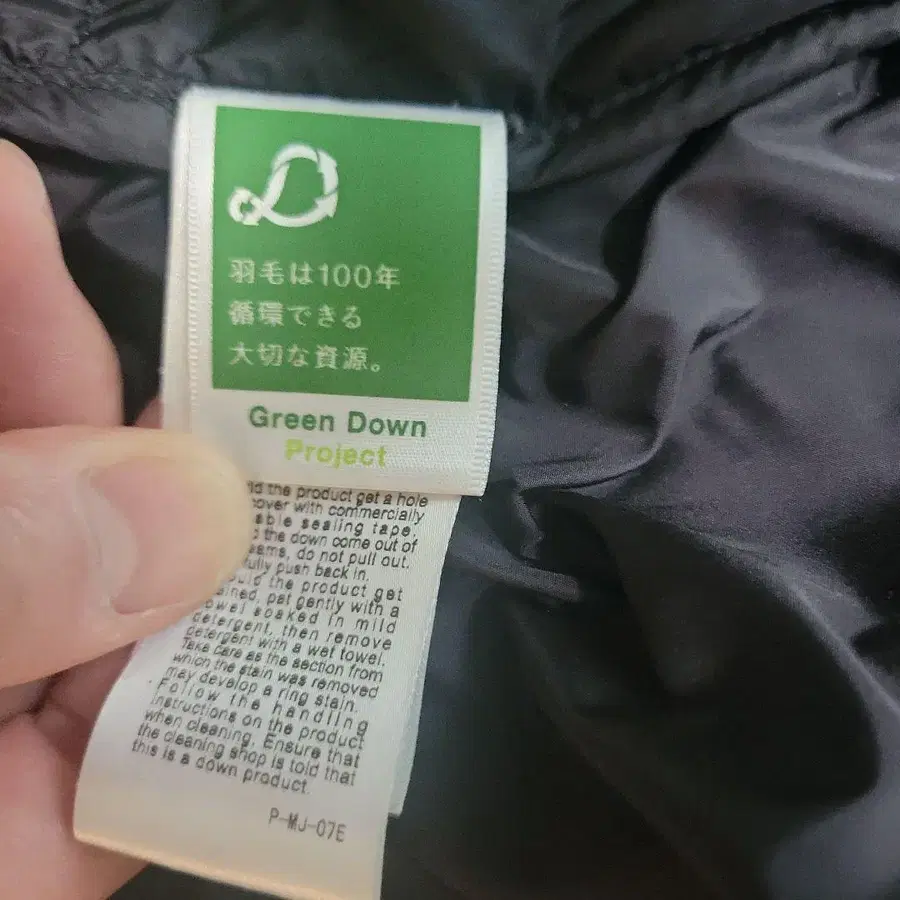 羽毛は100年
循環できる
大切な資源。
Green Down
Project
the product get a hole
with commercially
sealing tape.
the down come out of
do not pull out.
push back in.
the product get
pat gently with a
soaked in mild
detergent, then remove
detergent with a wet towel.
Take care as the section from
which the stain was removed
may develop a ring stain.
Follow the handling
instructions on the product
when cleaning. Ensure that
the cleaning shop is told that
this is a down product.
P-MJ-07E